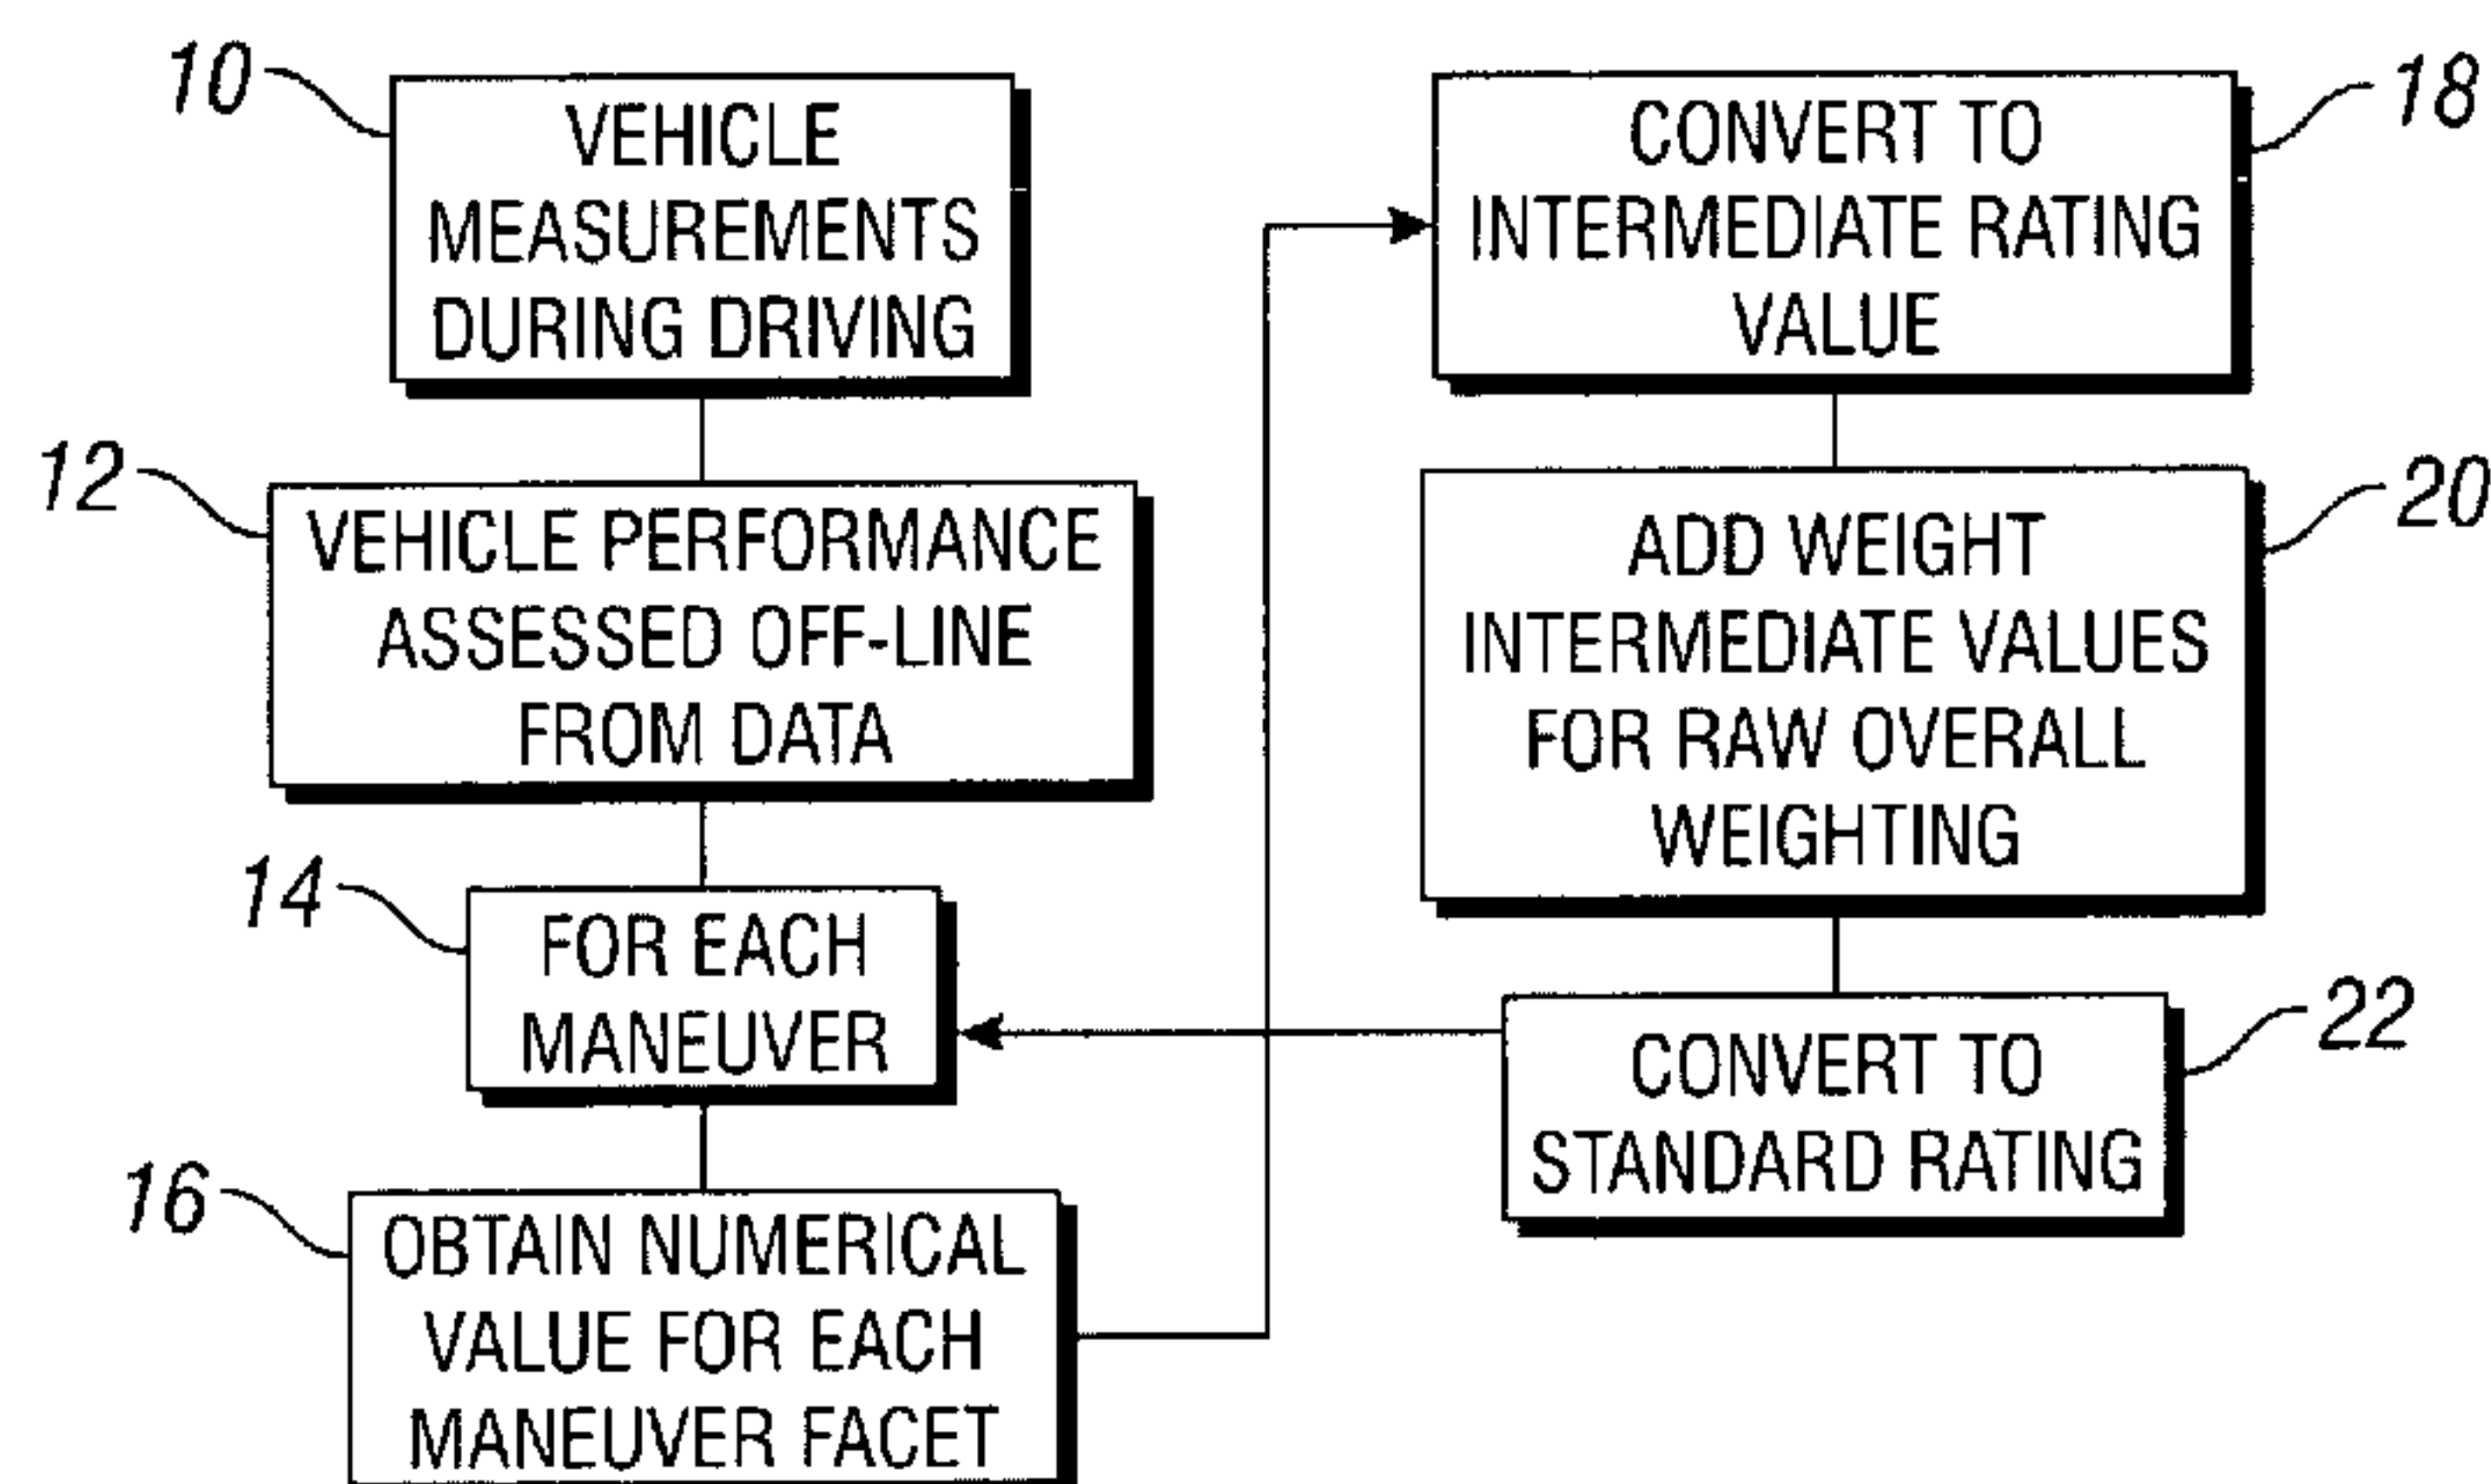 10
VEHICLE
MEASUREMENTS
DURING DRIVING
12
VEHICLE PERFORMANCE
ASSESSED OFF-LINE
FROM DATA
14
FOR EACH
MANEUVER
16
OBTAIN NUMERICAL
VALUE FOR EACH
MANEUVER FACET
18
CONVERT TO
INTERMEDIATE RATING
VALUE
20
ADD WEIGHT
INTERMEDIATE VALUES
FOR RAW OVERALL
WEIGHTING
22
CONVERT TO
STANDARD RATING